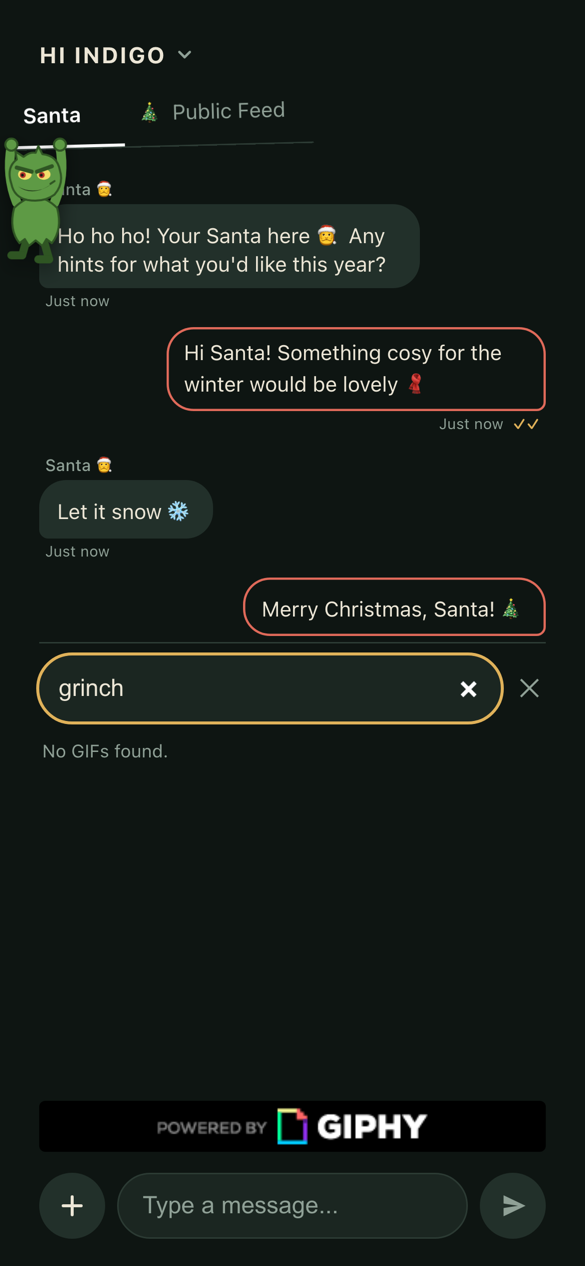 HI INDIGO
Santa
🎄 Public Feed
nta 🎅
Ho ho ho! Your Santa here 🎅 Any
hints for what you'd like this year?
Just now
Hi Santa! Something cosy for the
winter would be lovely 🧣
Just now ✓✓
Santa 🎅
Let it snow ❄️
Just now
Merry Christmas, Santa! 🎄
grinch
No GIFs found.
POWERED BY GIPHY
Type a message...